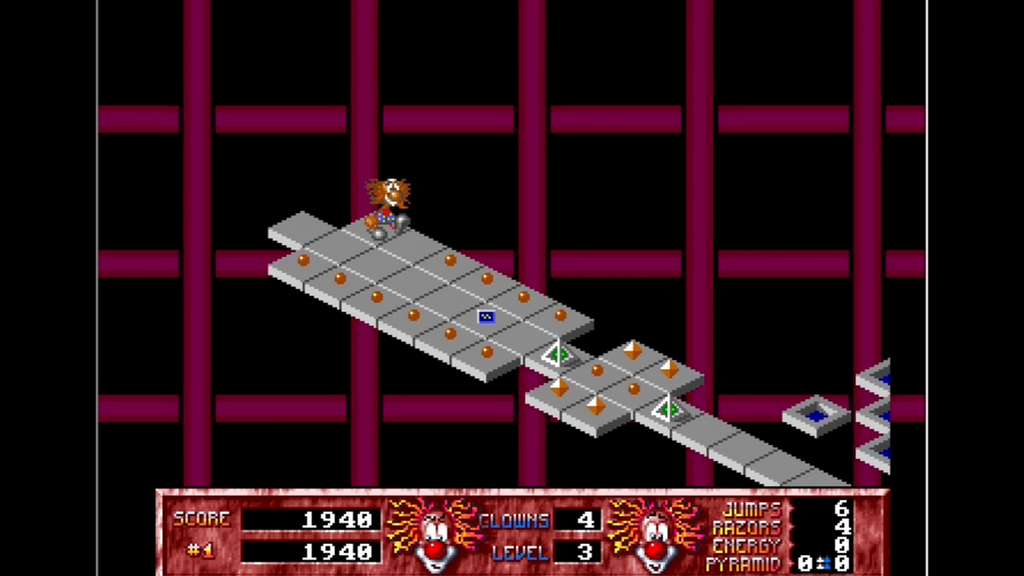 SCORE 1940 CLOWNS 4 JUMPS 6
RAZORS 4
#1 1940 LEVEL 3 ENERGY 0
PYRAMID 0±0